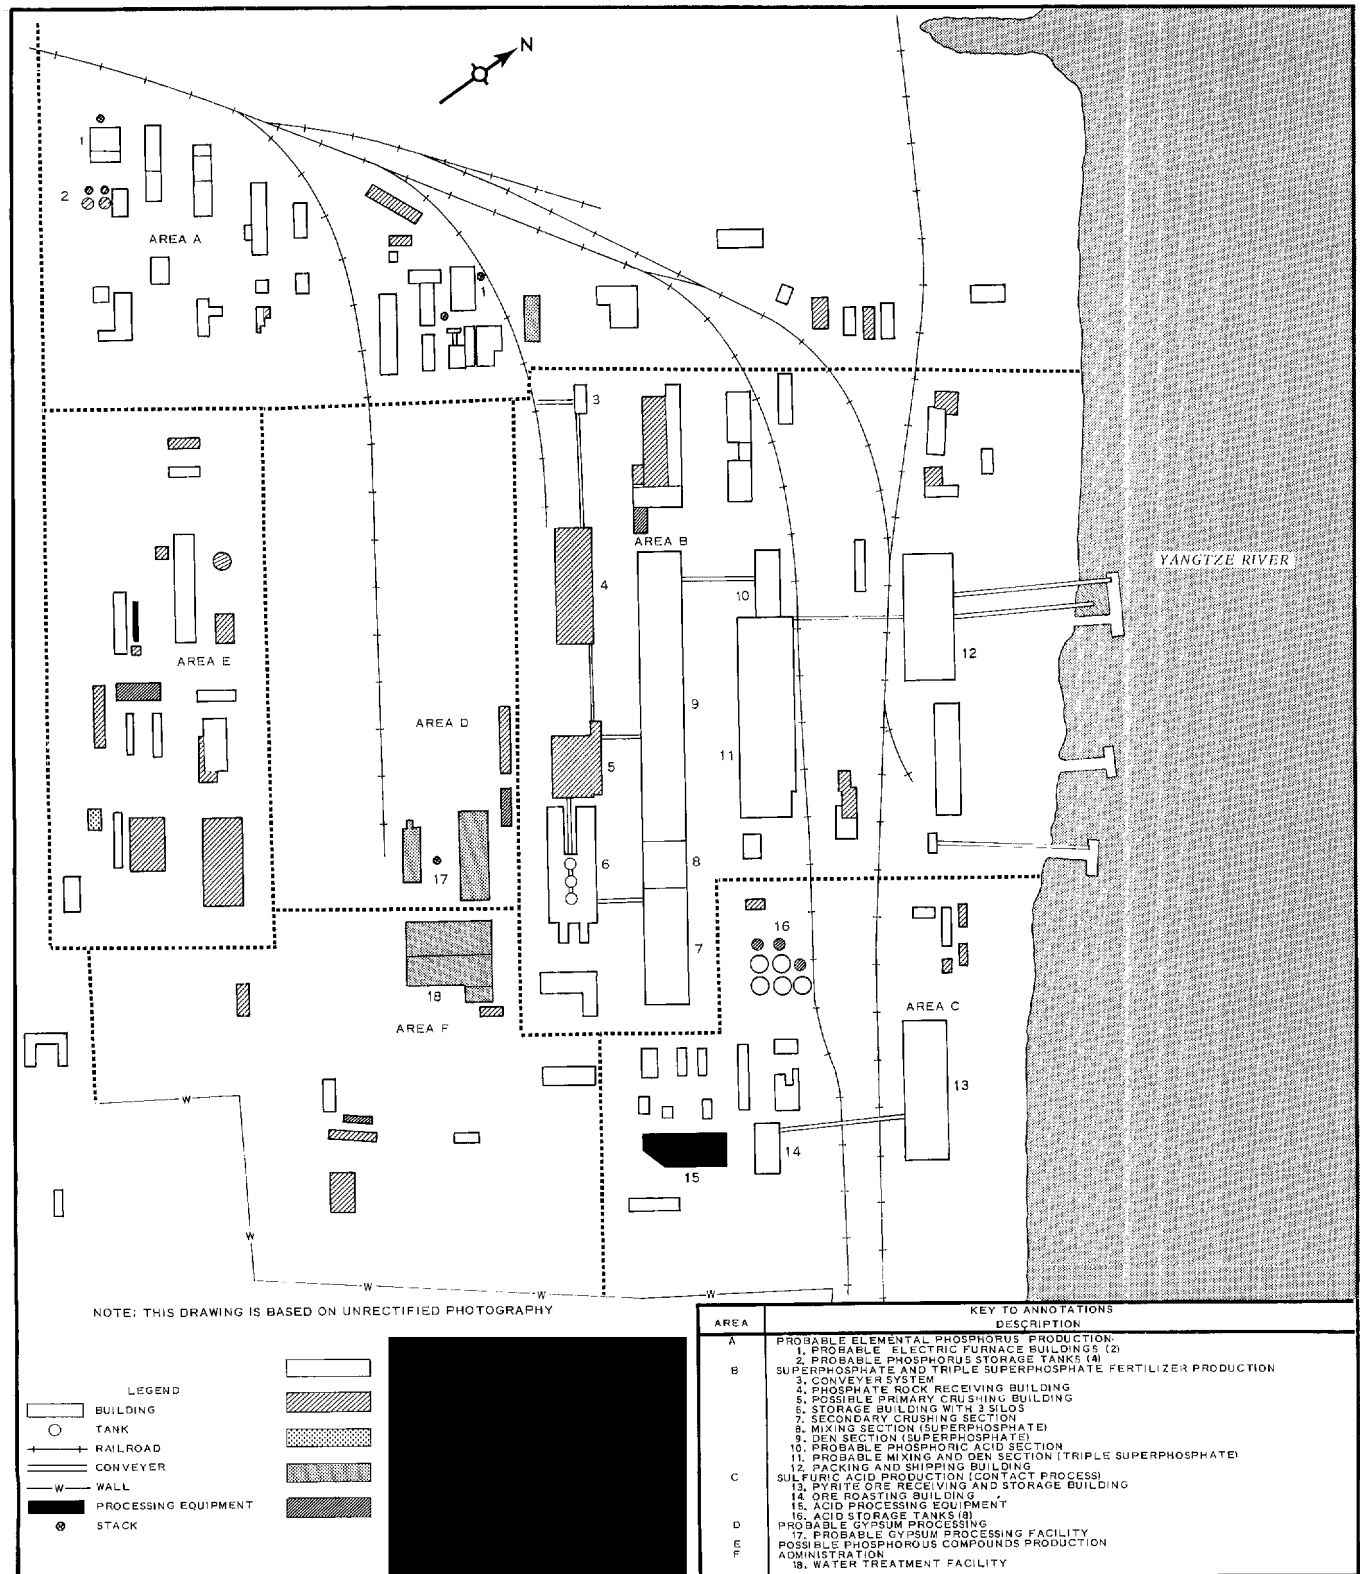 N
1
2
AREA A
1
3
AREA B
4
10
YANGTZE RIVER
12
AREA E
9
AREA D
11
5
17
6
8
16
7
18
AREA F
AREA C
13
14
15
W
W
W
W
W
NOTE: THIS DRAWING IS BASED ON UNRECTIFIED PHOTOGRAPHY
LEGEND
BUILDING
TANK
RAILROAD
CONVEYER
W WALL
PROCESSING EQUIPMENT
STACK
KEY TO ANNOTATIONS
AREA DESCRIPTION
A PROBABLE ELEMENTAL PHOSPHORUS PRODUCTION
1. PROBABLE ELECTRIC FURNACE BUILDINGS (2)
2. PROBABLE PHOSPHORUS STORAGE TANKS (4)
B SUPERPHOSPHATE AND TRIPLE SUPERPHOSPHATE FERTILIZER PRODUCTION
3. CONVEYER SYSTEM
4. PHOSPHATE ROCK RECEIVING BUILDING
5. POSSIBLE PRIMARY CRUSHING BUILDING
6. STORAGE BUILDING WITH 3 SILOS
7. SECONDARY CRUSHING SECTION
8. MIXING SECTION (SUPERPHOSPHATE)
9. DEN SECTION (SUPERPHOSPHATE)
10. PROBABLE PHOSPHORIC ACID SECTION
11. PROBABLE MIXING AND DEN SECTION (TRIPLE SUPERPHOSPHATE)
12. PACKING AND SHIPPING BUILDING
C SULFURIC ACID PRODUCTION (CONTACT PROCESS)
13. PYRITE ORE RECEIVING AND STORAGE BUILDING
14. ORE ROASTING BUILDING
15. ACID PROCESSING EQUIPMENT
16. ACID STORAGE TANKS (8)
D PROBABLE GYPSUM PROCESSING
17. PROBABLE GYPSUM PROCESSING FACILITY
E POSSIBLE PHOSPHOROUS COMPOUNDS PRODUCTION
F ADMINISTRATION
18. WATER TREATMENT FACILITY